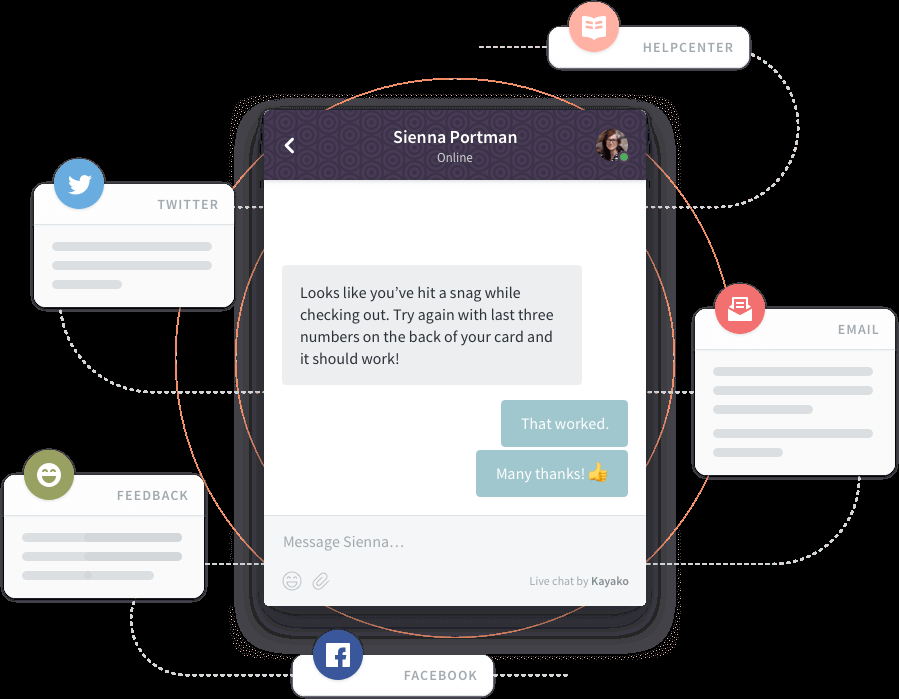 HELPCENTER
Sienna Portman
Online
TWITTER
Looks like you’ve hit a snag while
checking out. Try again with last three
numbers on the back of your card and
it should work!
EMAIL
That worked.
Many thanks! 👍
FEEDBACK
Message Sienna...
Live chat by Kayako
FACEBOOK